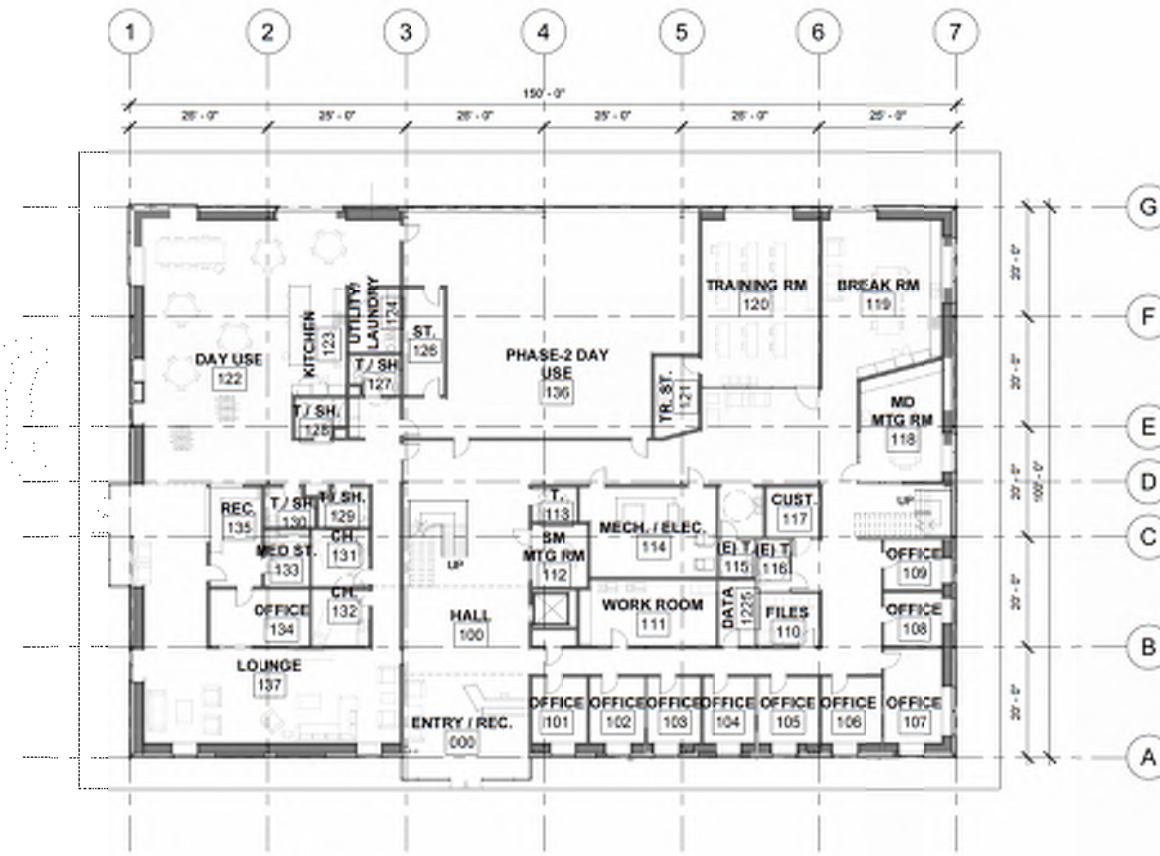 1 2 3 4 5 6 7
150' - 0"
25' - 0" 25' - 0" 25' - 0" 25' - 0" 25' - 0" 25' - 0"
G
20' - 0"
TRAINING RM
120
BREAK RM
119
UTILITY/
LAUNDRY
124
F
KITCHEN
123
ST.
126
DAY USE
122
PHASE-2 DAY
USE
136
T / SH.
127
20' - 0"
TR. ST.
121
T / SH.
128
MD
MTG RM
118
E
20' - 0"
100' - 0"
D
REC.
135
T / SH.
130
T / SH.
129
T.
113
MECH. / ELEC.
114
CUST.
117
UP
C
MED ST.
133
CH.
131
UP
SM
MTG RM
112
(E) T.
115
(E) T.
116
OFFICE
109
20' - 0"
OFFICE
134
CH.
132
HALL
100
WORK ROOM
111
DATA
1225
FILES
110
OFFICE
108
B
LOUNGE
137
ENTRY / REC.
000
OFFICE
101
OFFICE
102
OFFICE
103
OFFICE
104
OFFICE
105
OFFICE
106
OFFICE
107
20' - 0"
A